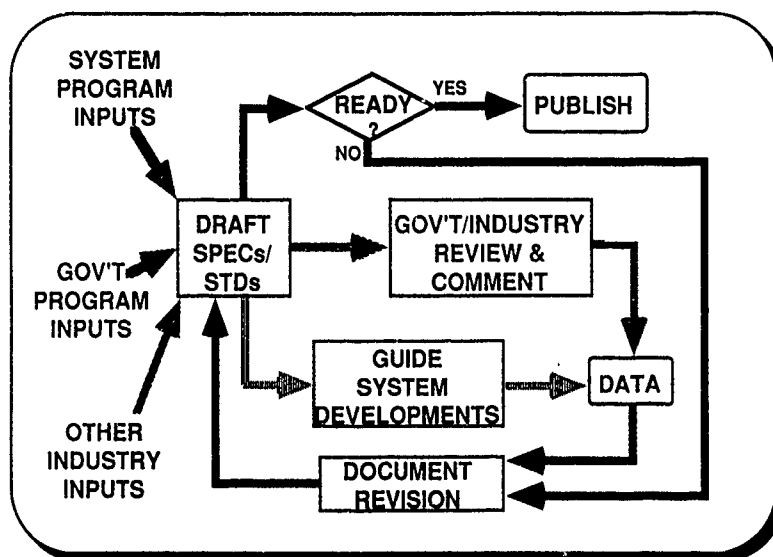 SYSTEM
PROGRAM
INPUTS
READY
?
YES
NO
PUBLISH
DRAFT
SPECs/
STDs
GOV'T/INDUSTRY
REVIEW &
COMMENT
GOV'T
PROGRAM
INPUTS
GUIDE
SYSTEM
DEVELOPMENTS
DATA
OTHER
INDUSTRY
INPUTS
DOCUMENT
REVISION